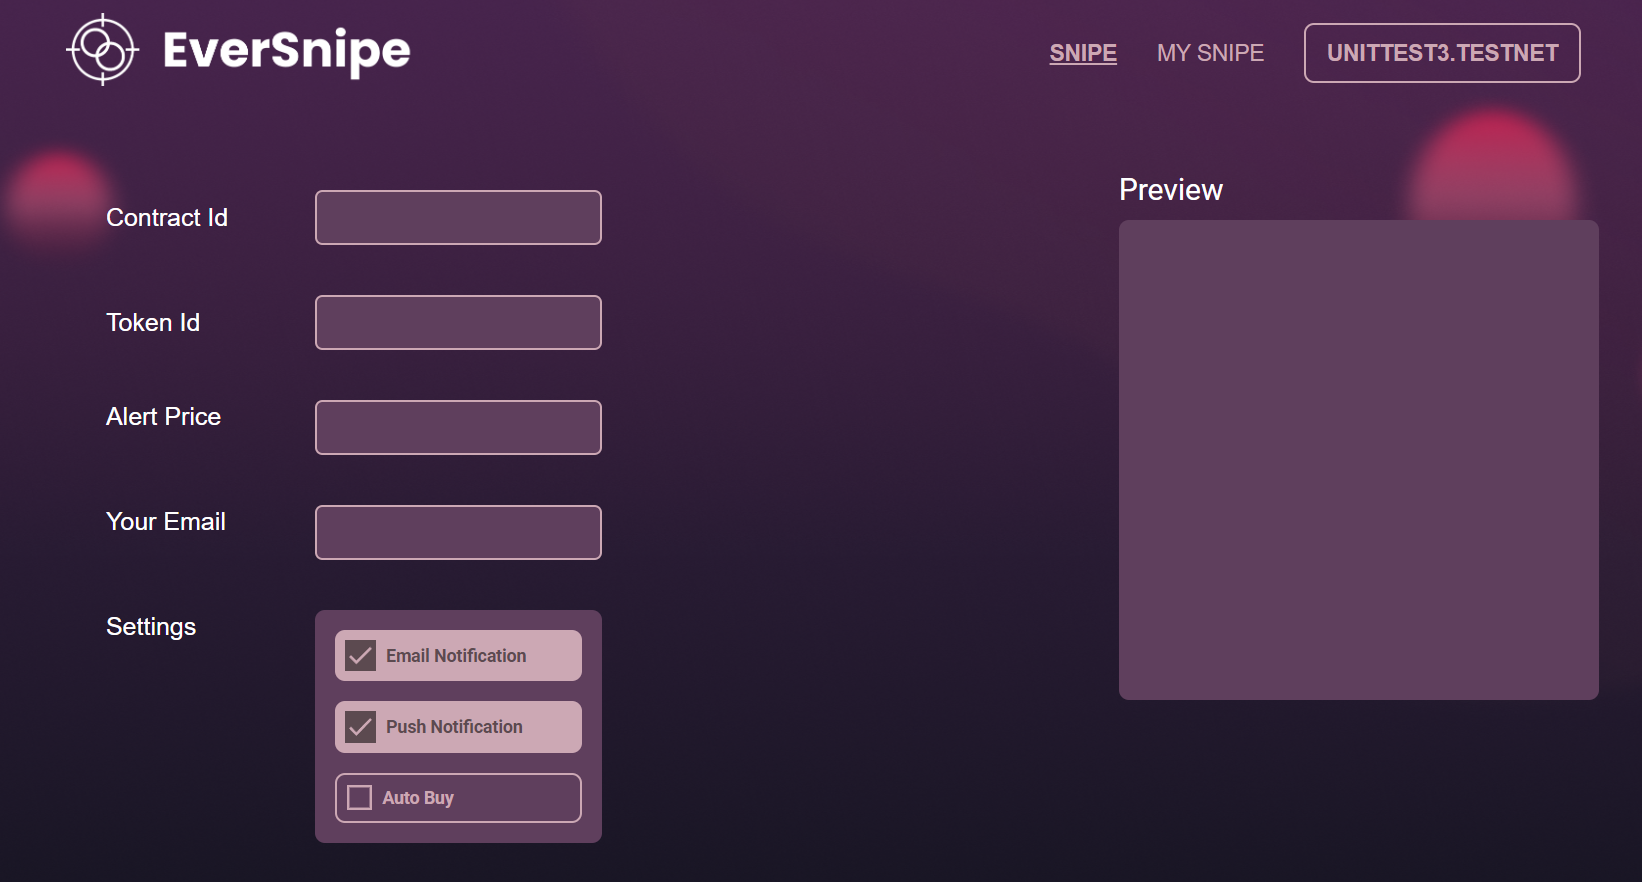 EverSnipe
SNIPE
MY SNIPE
UNITTEST3.TESTNET
Contract Id
Token Id
Alert Price
Your Email
Settings
Email Notification
Push Notification
Auto Buy
Preview